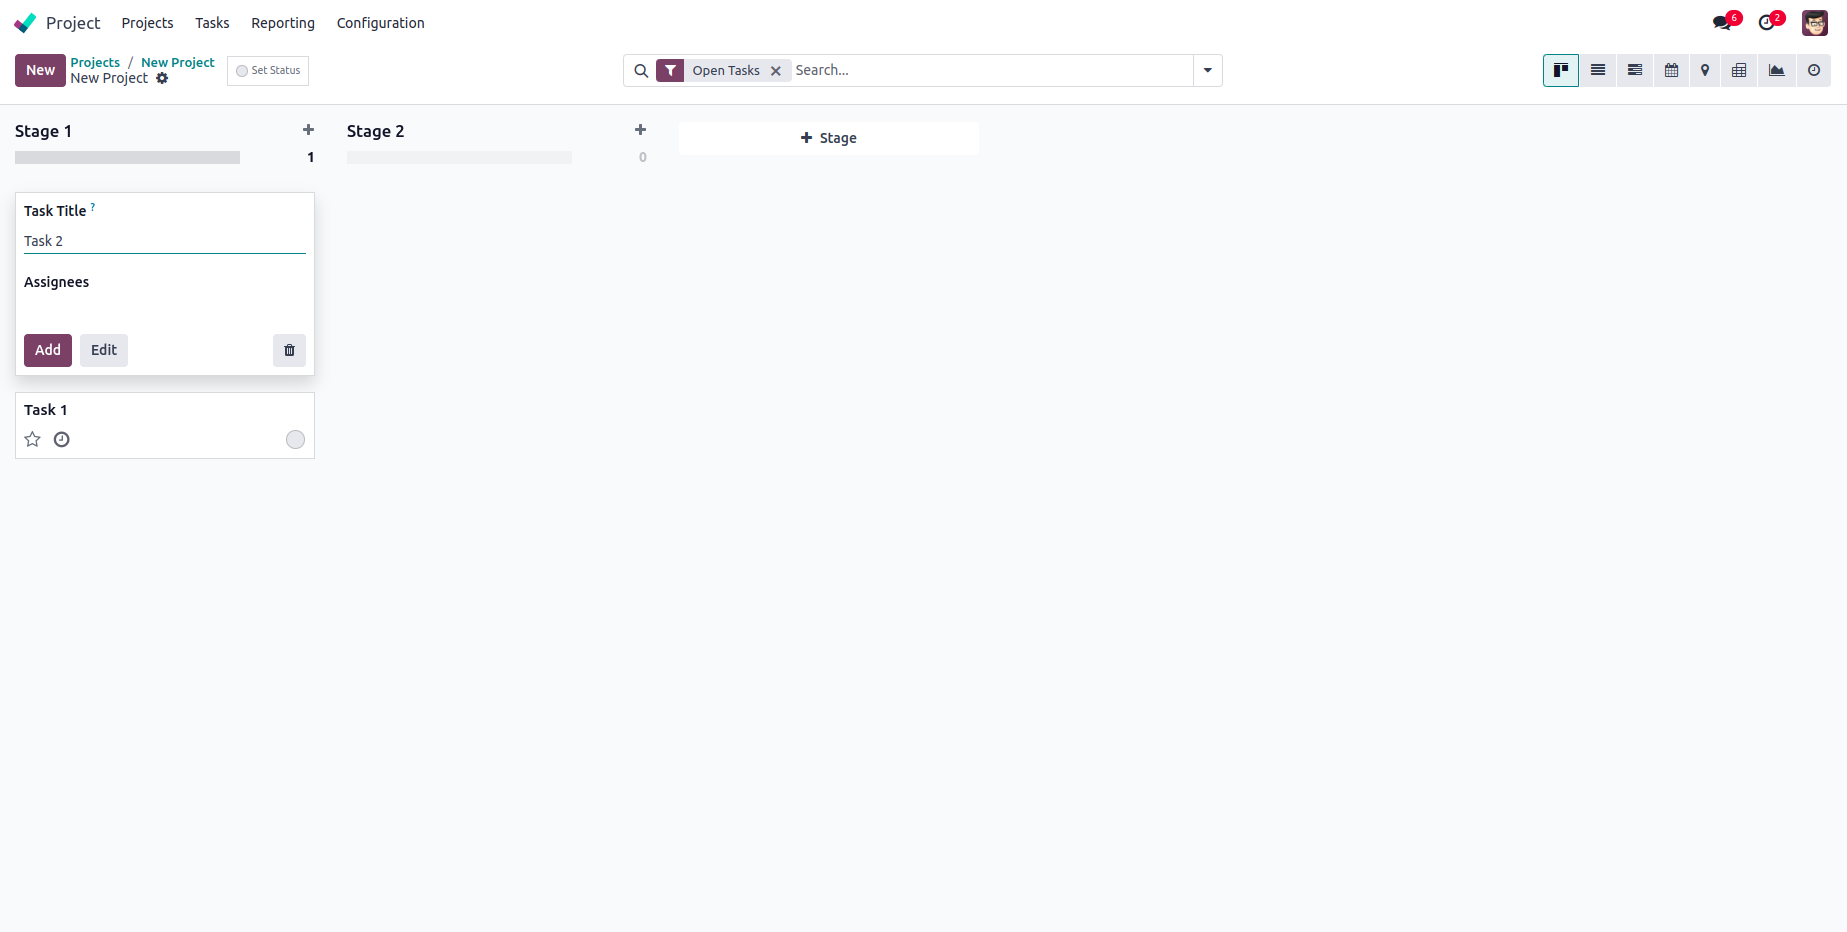 Project Projects Tasks Reporting Configuration 6 2
New Projects / New Project Set Status Open Tasks Search...
New Project
Stage 1 Stage 2 Stage
1 0
Task Title ?
Task 2
Assignees
Add Edit
Task 1